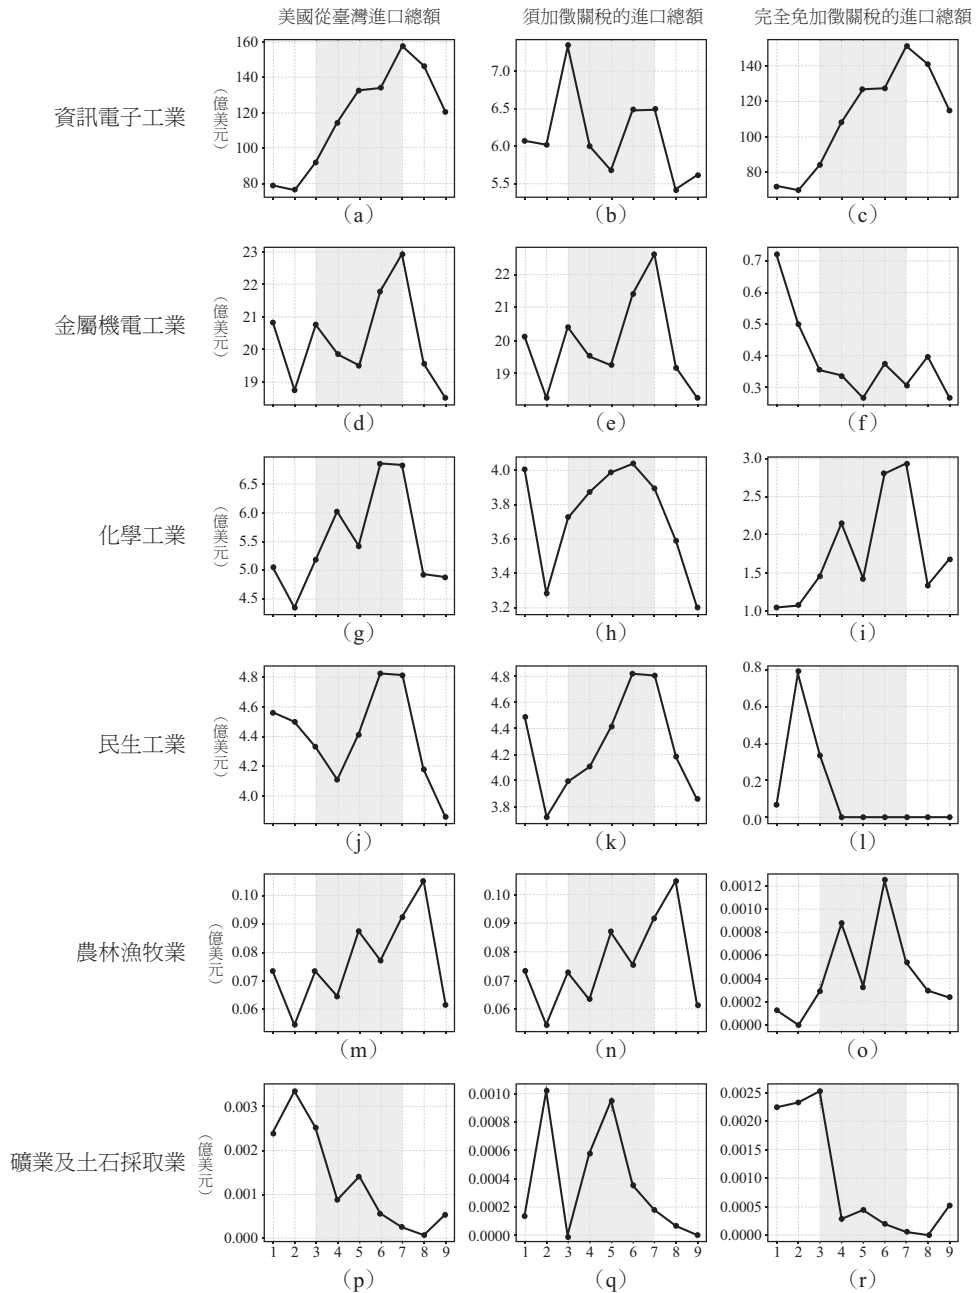 美國從臺灣進口總額 須加徵關稅的進口總額 完全免加徵關稅的進口總額
資訊電子工業
（億美元）
160
140
120
100
80
（a）
7.0
6.5
6.0
5.5
（b）
140
120
100
80
（c）
金屬機電工業
（億美元）
23
22
21
20
19
（d）
22
21
20
19
（e）
0.7
0.6
0.5
0.4
0.3
（f）
化學工業
（億美元）
6.5
6.0
5.5
5.0
4.5
（g）
4.0
3.8
3.6
3.4
3.2
（h）
3.0
2.5
2.0
1.5
1.0
（i）
民生工業
（億美元）
4.8
4.6
4.4
4.2
4.0
（j）
4.8
4.6
4.4
4.2
4.0
3.8
（k）
0.8
0.6
0.4
0.2
0.0
（l）
農林漁牧業
（億美元）
0.10
0.09
0.08
0.07
0.06
（m）
0.10
0.09
0.08
0.07
0.06
（n）
0.0012
0.0010
0.0008
0.0006
0.0004
0.0002
0.0000
（o）
礦業及土石採取業
（億美元）
0.003
0.002
0.001
0.000
1 2 3 4 5 6 7 8 9
（p）
0.0010
0.0008
0.0006
0.0004
0.0002
0.0000
1 2 3 4 5 6 7 8 9
（q）
0.0025
0.0020
0.0015
0.0010
0.0005
0.0000
1 2 3 4 5 6 7 8 9
（r）